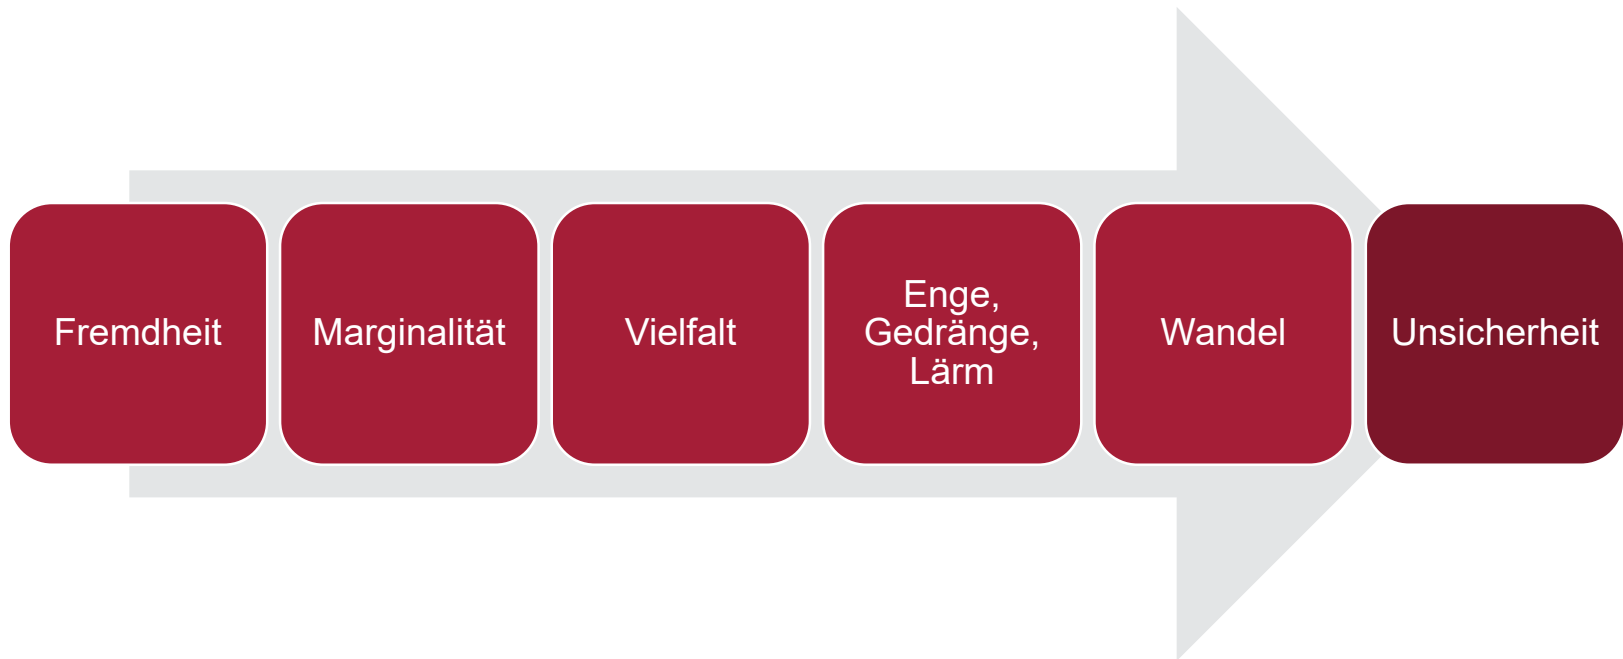 Fremdheit
Marginalität
Vielfalt
Enge,
Gedränge,
Lärm
Wandel
Unsicherheit